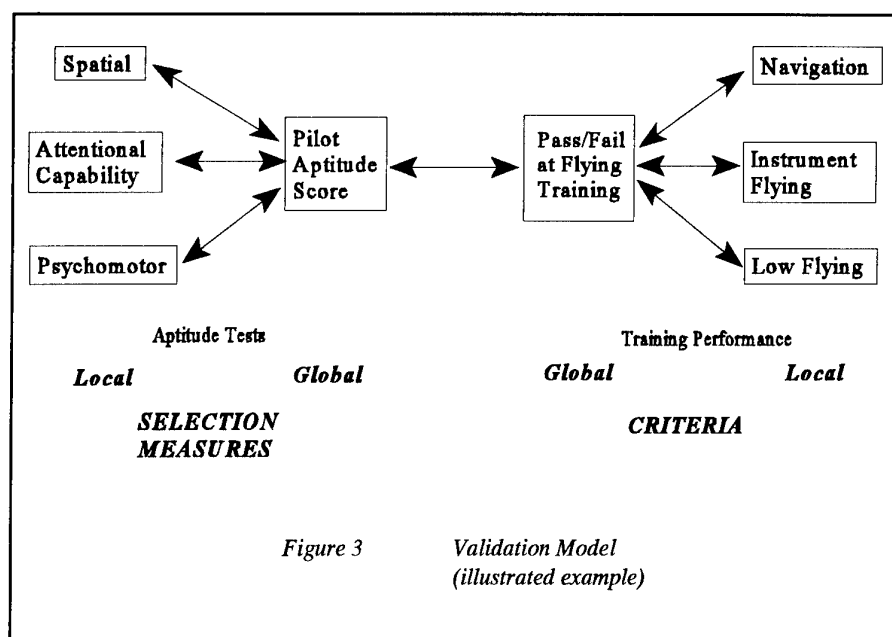 Spatial
Attentional
Capability
Psychomotor
Pilot
Aptitude
Score
Pass/Fail
at Flying
Training
Navigation
Instrument
Flying
Low Flying
Aptitude Tests
Training Performance
Local Global
Global Local
SELECTION
MEASURES
CRITERIA
Figure 3 Validation Model
(illustrated example)